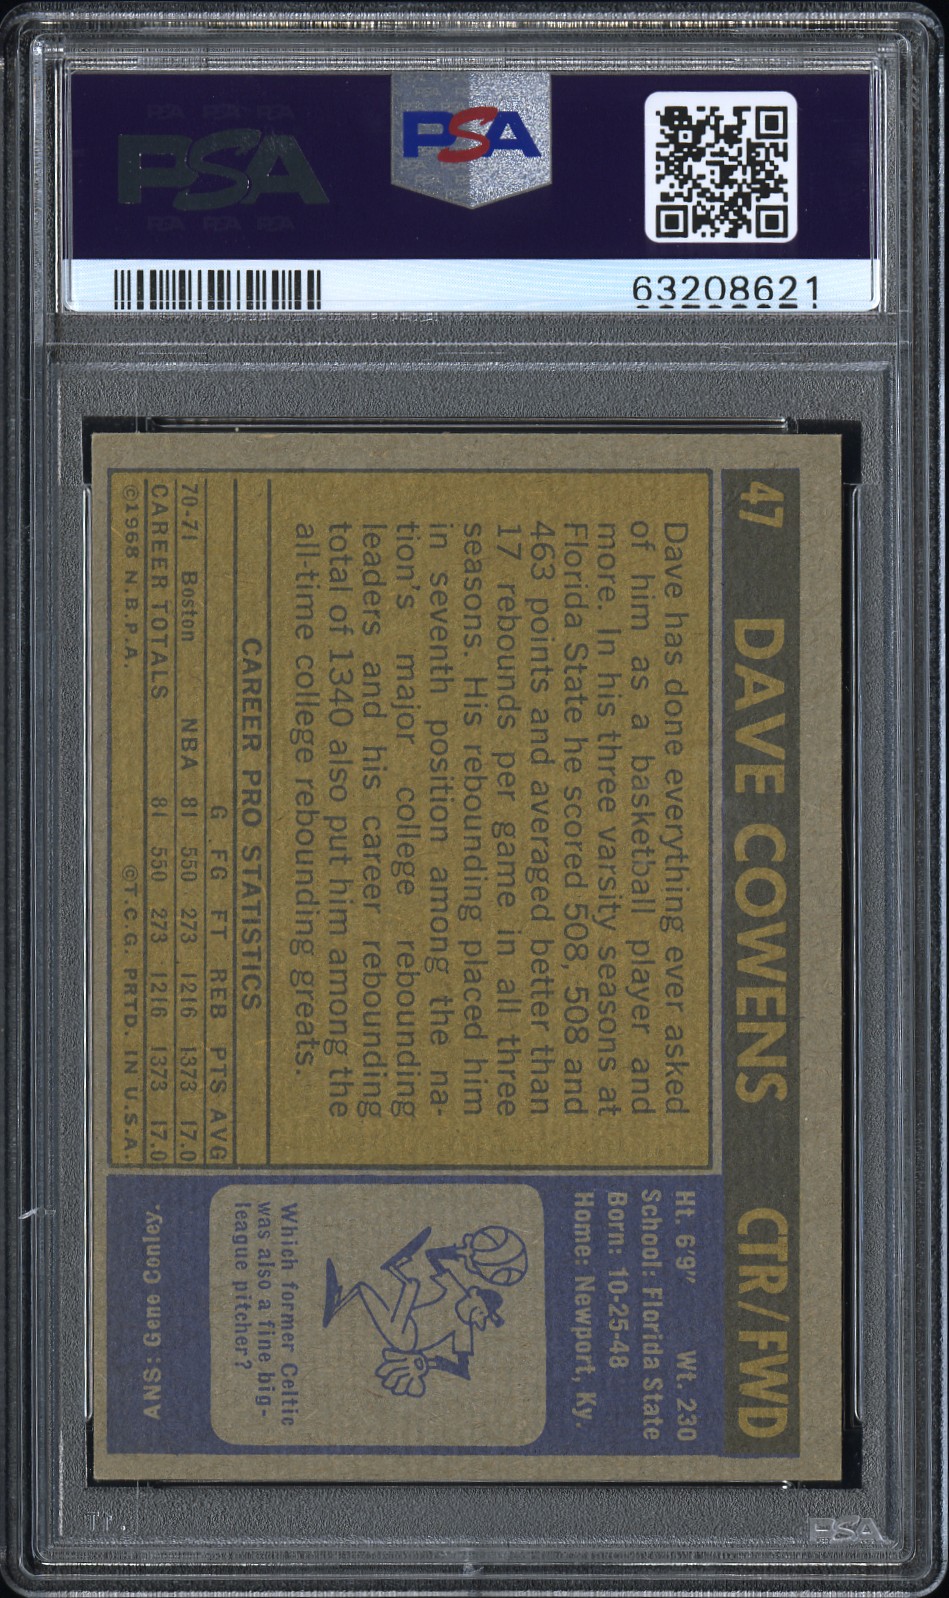 PSA
PSA
63208621
47 DAVE COWENS CTR/FWD
Dave has done everything ever asked
of him as a basketball player and
more. In his three varsity seasons at
Florida State he scored 508, 508 and
463 points and averaged better than
17 rebounds per game in all three
seasons. His rebounding placed him
in seventh position among the na-
tion's major college rebounding
leaders and his career rebounding
total of 1340 also put him among the
all-time college rebounding greats.
CAREER PRO STATISTICS
G FG FT REB PTS AVG
70-71 Boston NBA 81 550 273 1216 1373 17.0
CAREER TOTALS 81 550 273 1216 1373 17.0
©1968 N.B.P.A. ©T.C.G. PRTD. IN U.S.A.
Ht. 6'9" Wt. 230
School: Florida State
Born: 10-25-48
Home: Newport, Ky.
Which former Celtic
was also a fine big-
league pitcher?
ANS: Gene Conley.
PSA